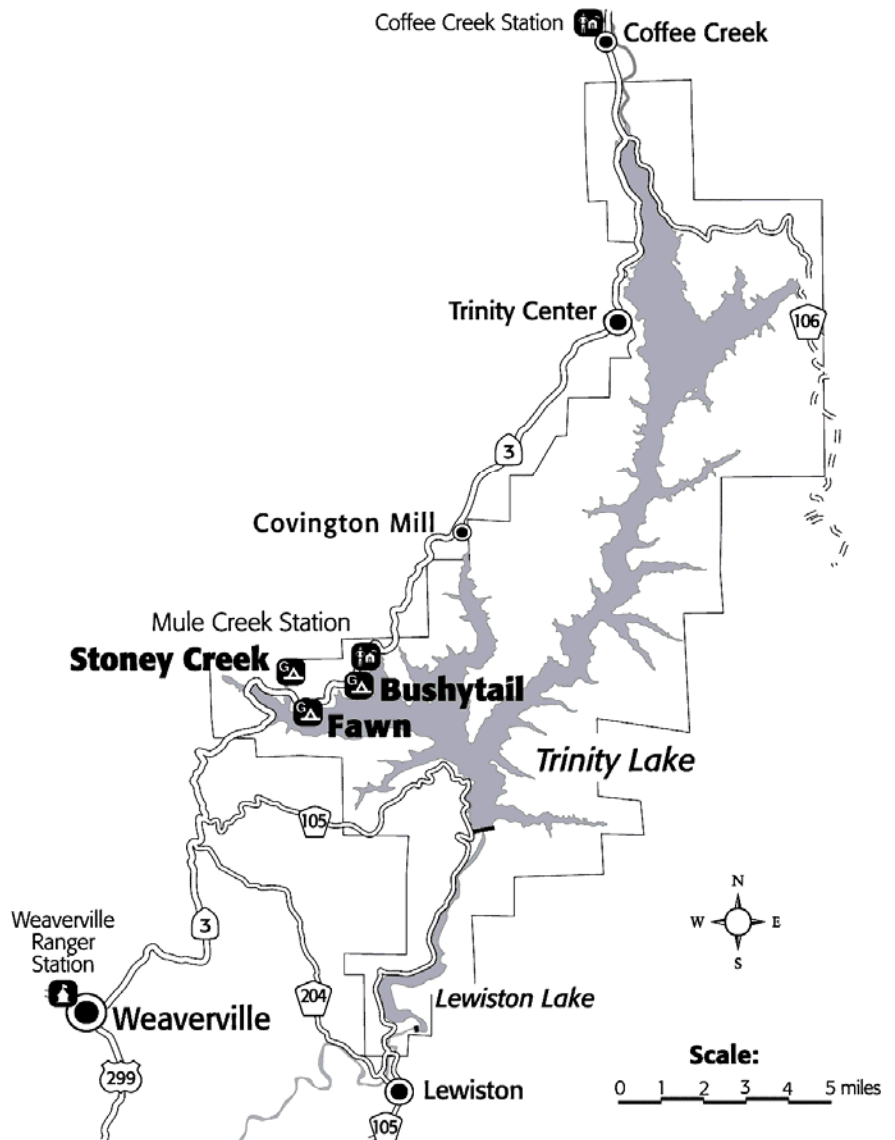 Coffee Creek Station
Coffee Creek
Trinity Center
106
3
Covington Mill
Mule Creek Station
Stoney Creek
G
G
Bushytail
G
Fawn
Trinity Lake
105
N
W E
S
3
Weaverville
Ranger
Station
Weaverville
204
Lewiston Lake
299
Lewiston
105
Scale:
0 1 2 3 4 5 miles